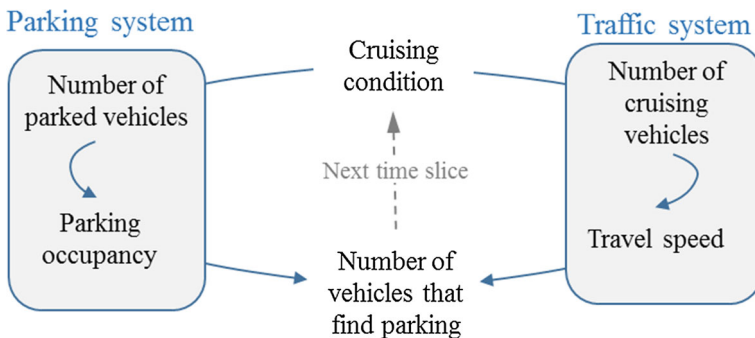 Parking system
Number of
parked vehicles
Parking
occupancy
Cruising
condition
Next time slice
Number of
vehicles that
find parking
Traffic system
Number of
cruising
vehicles
Travel speed